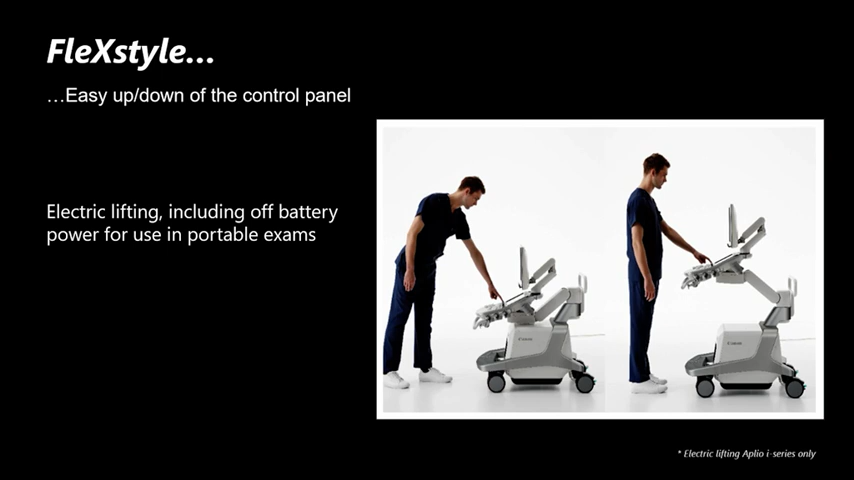 FleXstyle...
...Easy up/down of the control panel
Electric lifting, including off battery
power for use in portable exams
* Electric lifting Aplio i-series only